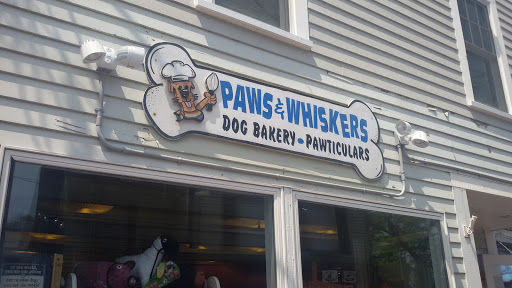 PAWS & WHISKERS
DOG BAKERY - PAWTICULARS